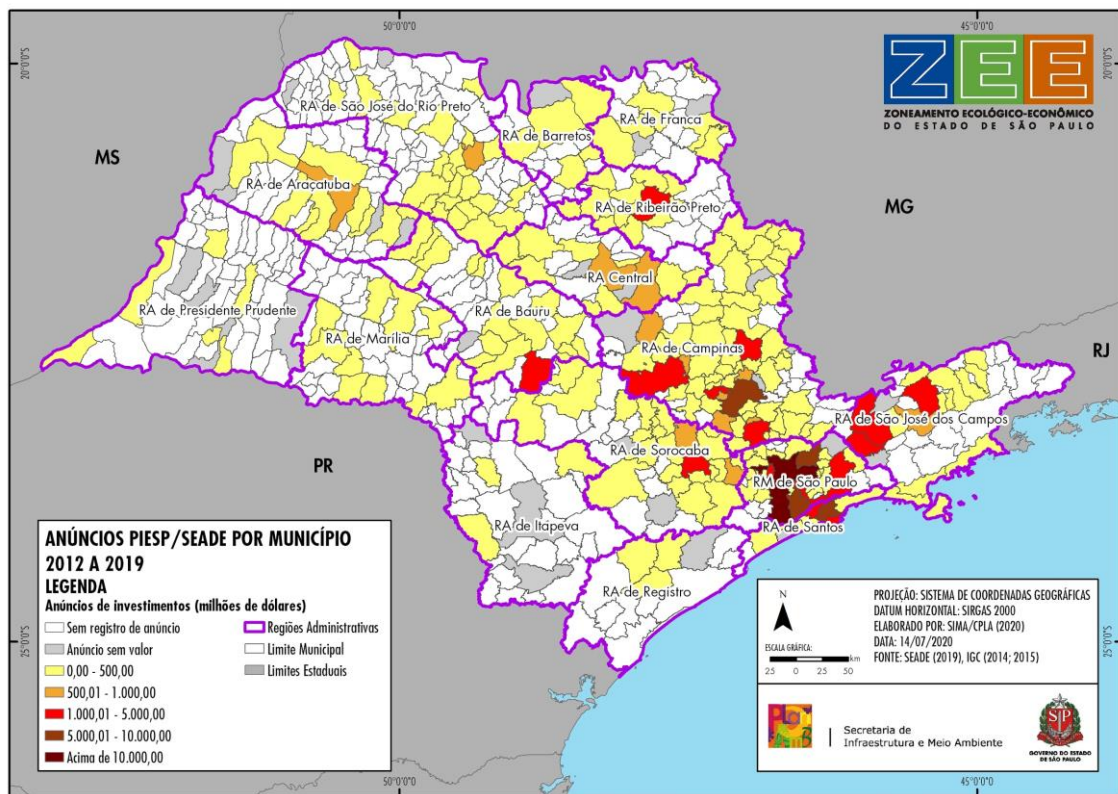 50°0'0"S
45°0'0"S
20°0'0"S
20°0'0"S
ZEE
ZONEAMENTO ECOLÓGICO-ECONÔMICO
DO ESTADO DE SÃO PAULO
RA de São José do Rio Preto
RA de Barretos
RA de Franca
MS
RA de Araçatuba
RA de Ribeirão Preto
MG
RA Central
RA de Presidente Prudente
RA de Bauru
RA de Marília
RA de Campinas
RJ
RA de São José dos Campos
RA de Sorocaba
PR
RM de São Paulo
RA de Itapeva
RA de Santos
RA de Registro
ANÚNCIOS PIESP/SEADE POR MUNICÍPIO
2012 A 2019
LEGENDA
Anúncios de investimentos (milhões de dólares)
Sem registro de anúncio
Anúncio sem valor
0,00 - 500,00
500,01 - 1.000,00
1.000,01 - 5.000,00
5.000,01 - 10.000,00
Acima de 10.000,00
Regiões Administrativas
Limite Municipal
Limites Estaduais
N
ESCALA GRÁFICA:
25 0 25 50 km
PROJEÇÃO: SISTEMA DE COORDENADAS GEOGRÁFICAS
DATUM HORIZONTAL: SIRGAS 2000
ELABORADO POR: SIMA/CPLA (2020)
DATA: 14/07/2020
FONTE: SEADE (2019), IGC (2014; 2015)
25°0'0"S
25°0'0"S
Secretaria de
Infraestrutura e Meio Ambiente
GOVERNO DO ESTADO
DE SÃO PAULO
50°0'0"S
45°0'0"S